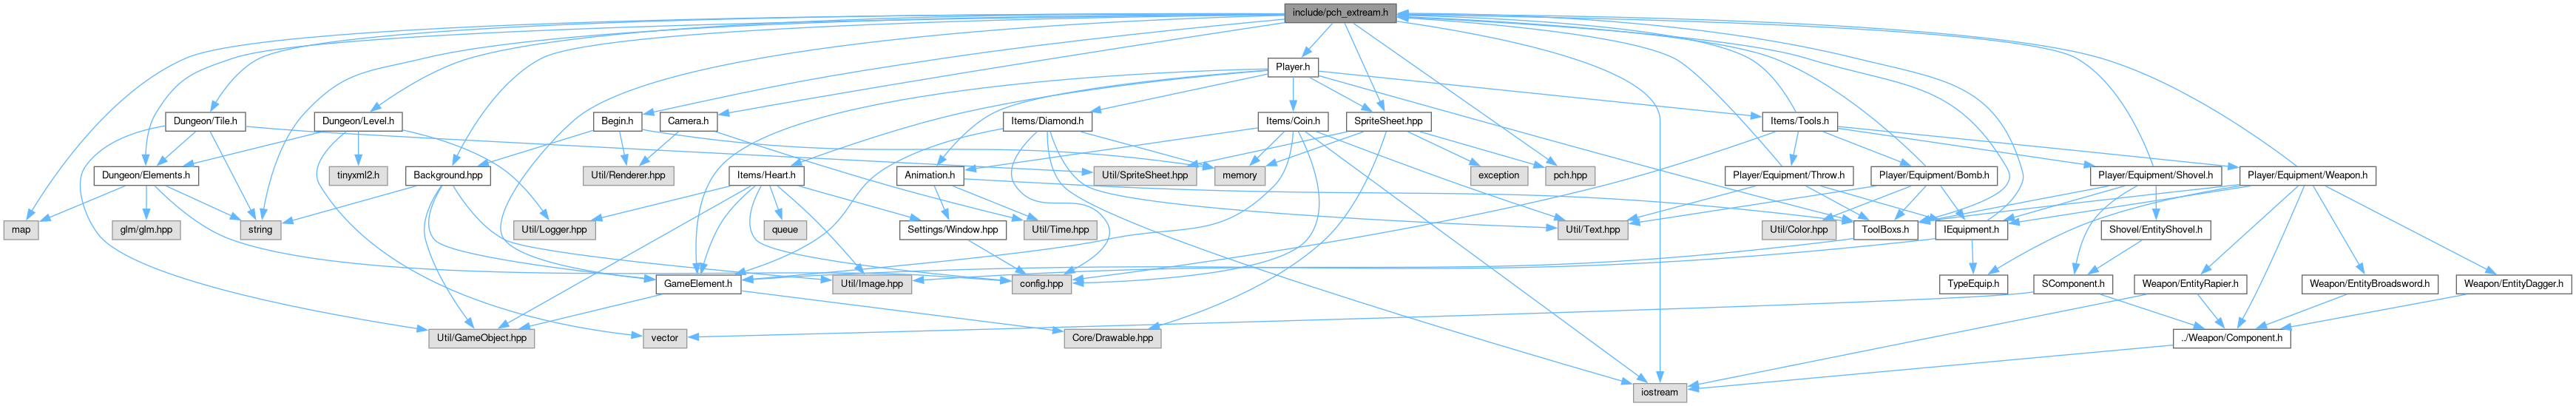 include/pch_extream.h
Player.h
Dungeon/Tile.h
Dungeon/Level.h
Begin.h
Camera.h
Items/Diamond.h
Items/Coin.h
SpriteSheet.hpp
Items/Tools.h
Dungeon/Elements.h
tinyxml2.h
Background.hpp
Util/Renderer.hpp
Items/Heart.h
Animation.h
Util/SpriteSheet.hpp
memory
exception
pch.hpp
Player/Equipment/Throw.h
Player/Equipment/Bomb.h
Player/Equipment/Shovel.h
Player/Equipment/Weapon.h
map
glm/glm.hpp
string
Util/Logger.hpp
queue
Settings/Window.hpp
Util/Time.hpp
Util/Text.hpp
Util/Color.hpp
ToolBoxs.h
IEquipment.h
Shovel/EntityShovel.h
GameElement.h
Util/Image.hpp
config.hpp
TypeEquip.h
SComponent.h
Weapon/EntityRapier.h
Weapon/EntityBroadsword.h
Weapon/EntityDagger.h
Util/GameObject.hpp
vector
Core/Drawable.hpp
../Weapon/Component.h
iostream